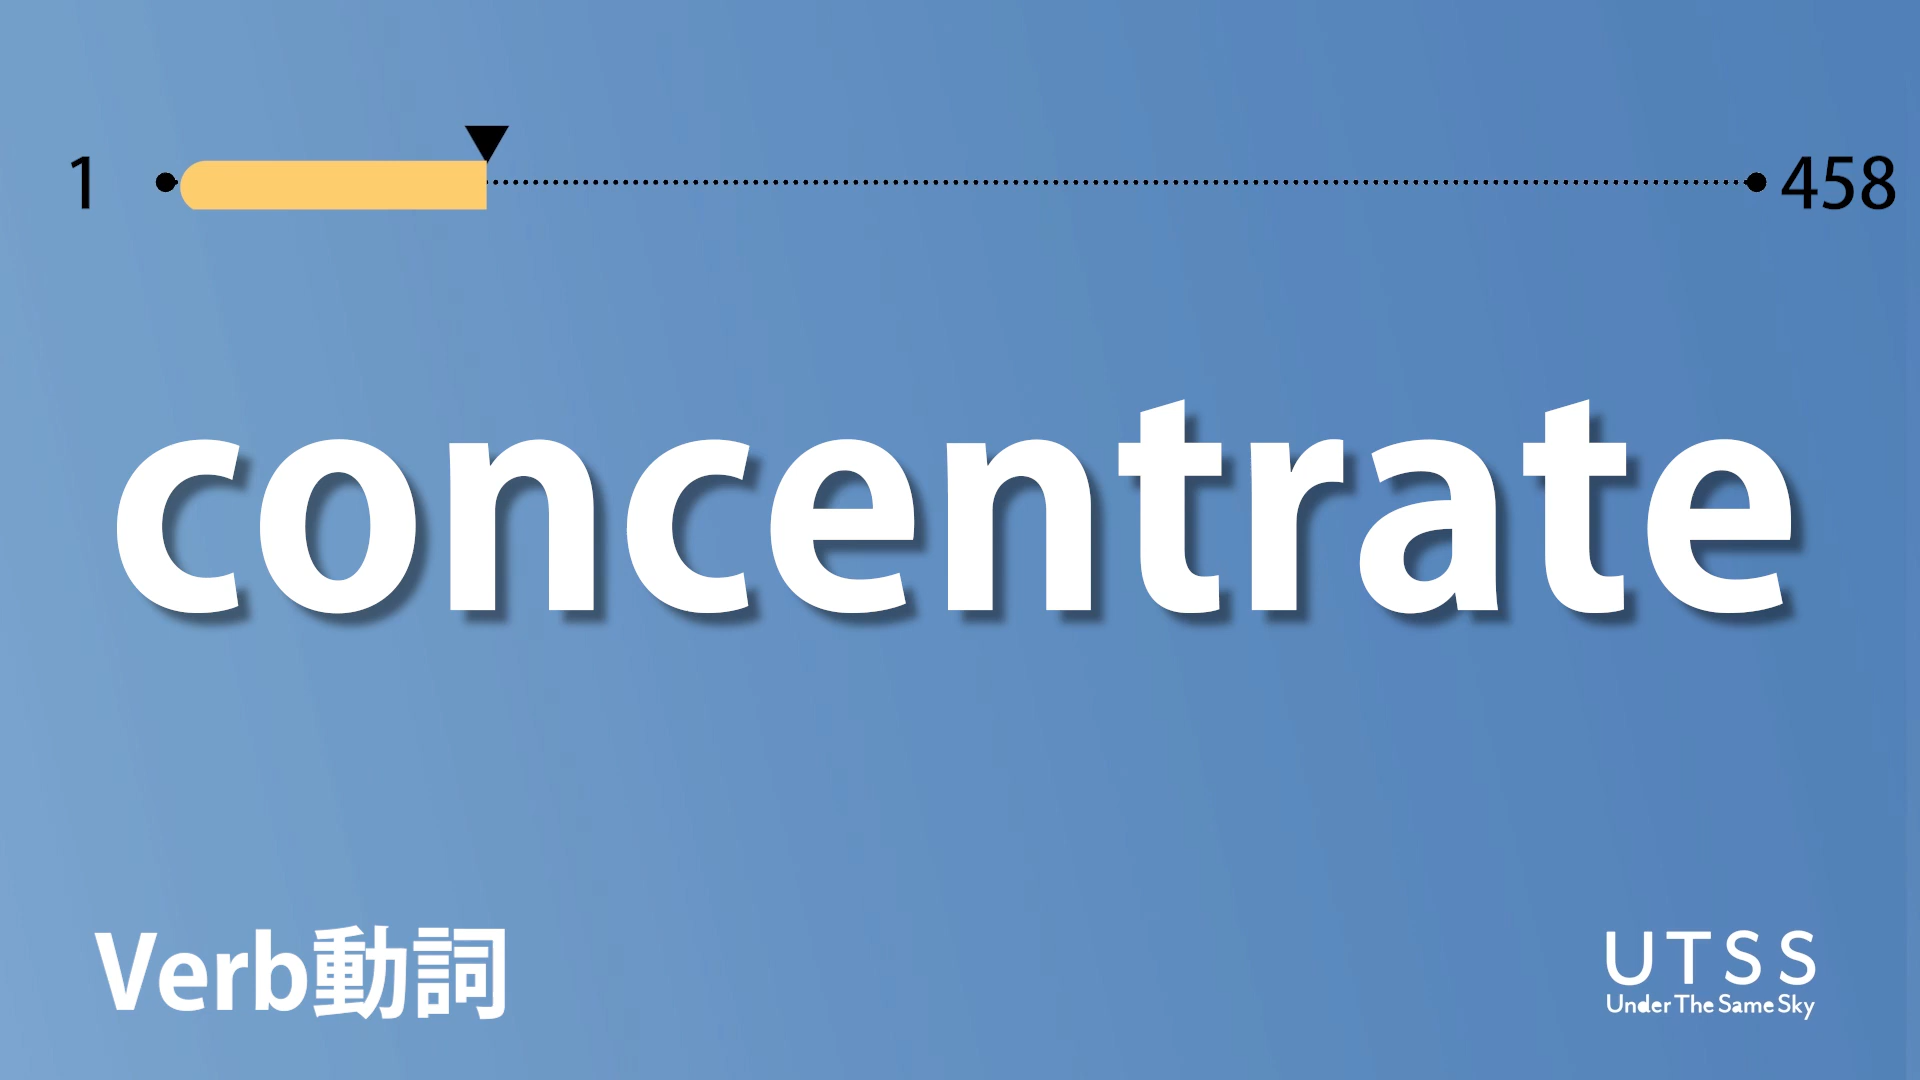 1 458
concentrate
Verb動詞
UTSS
Under The Same Sky